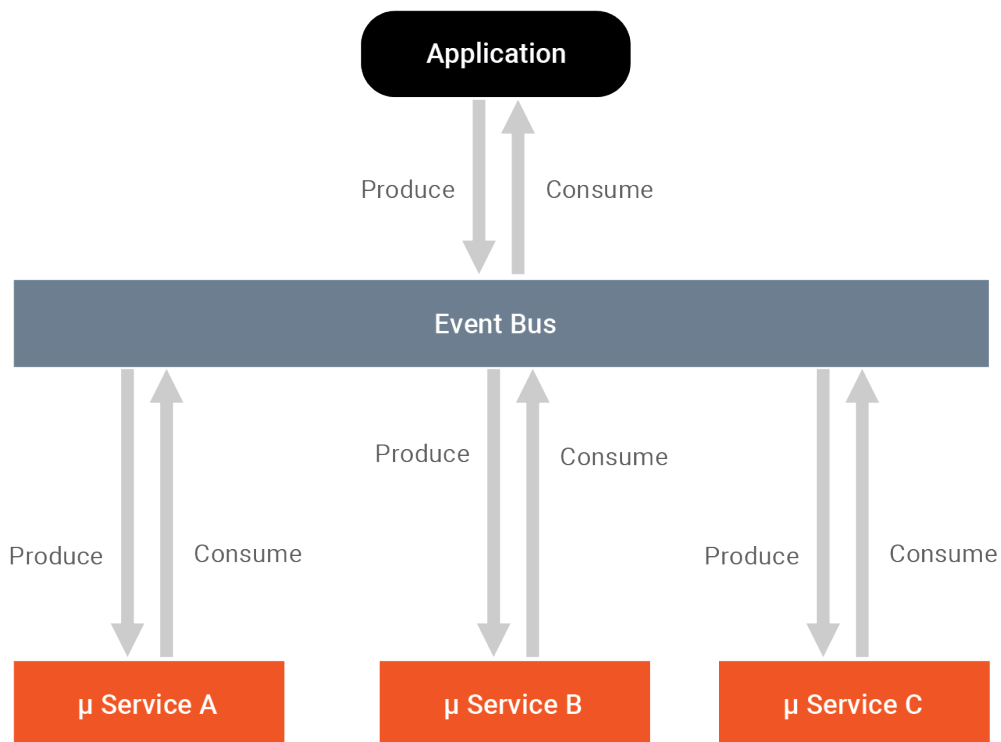 Application
Produce
Consume
Event Bus
Produce
Consume
Produce
Consume
Produce
Consume
μ Service A
μ Service B
μ Service C